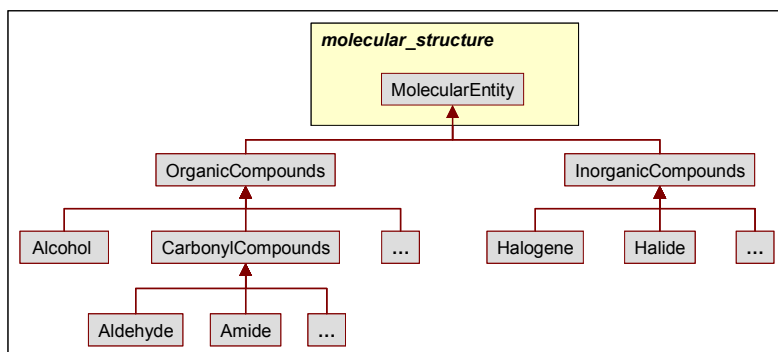 molecular_structure
MolecularEntity
OrganicCompounds
InorganicCompounds
Alcohol
CarbonylCompounds
...
Halogene
Halide
...
Aldehyde
Amide
...